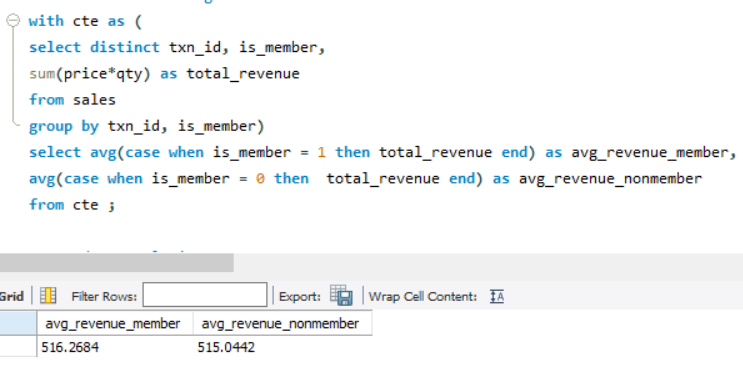 with cte as (
select distinct txn_id, is_member,
sum(price*qty) as total_revenue
from sales
group by txn_id, is_member)
select avg(case when is_member = 1 then total_revenue end) as avg_revenue_member,
avg(case when is_member = 0 then  total_revenue end) as avg_revenue_nonmember
from cte ;
Grid Filter Rows: Export: Wrap Cell Content: IA
avg_revenue_member avg_revenue_nonmember
516.2684 515.0442